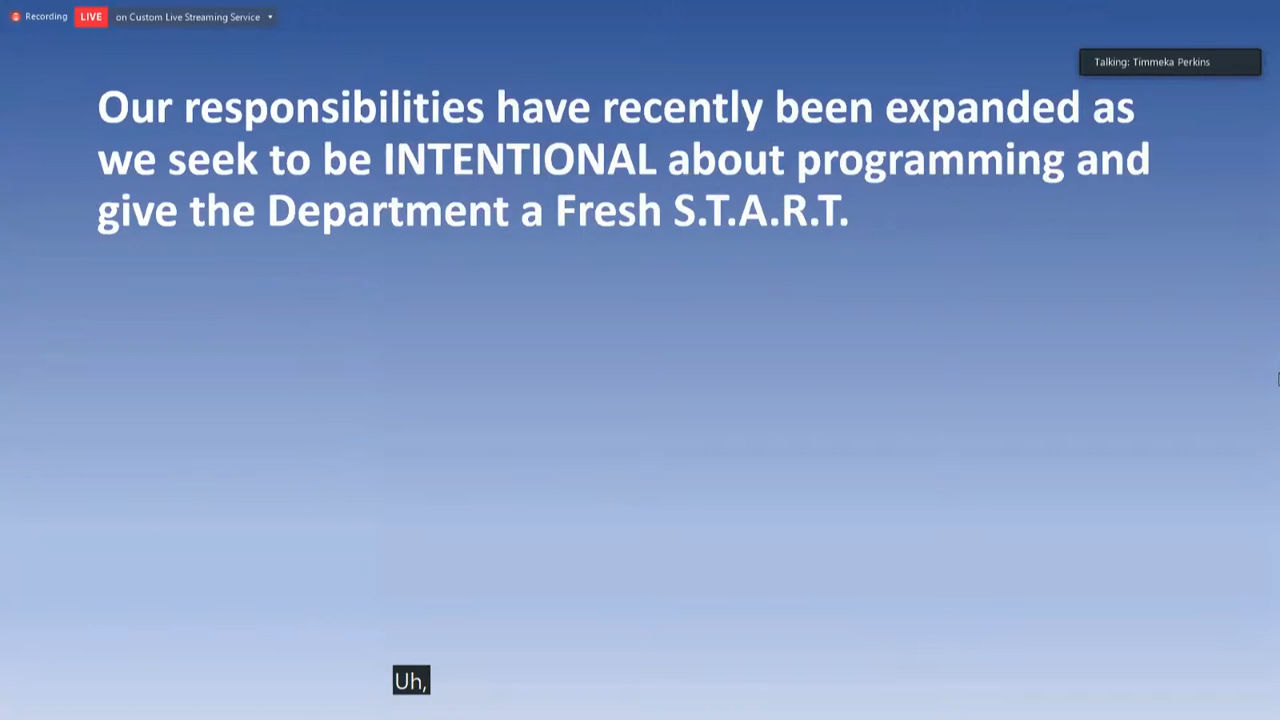 Recording LIVE on Custom Live Streaming Service
Talking: Timmeka Perkins
Our responsibilities have recently been expanded as
we seek to be INTENTIONAL about programming and
give the Department a Fresh S.T.A.R.T.
Uh,